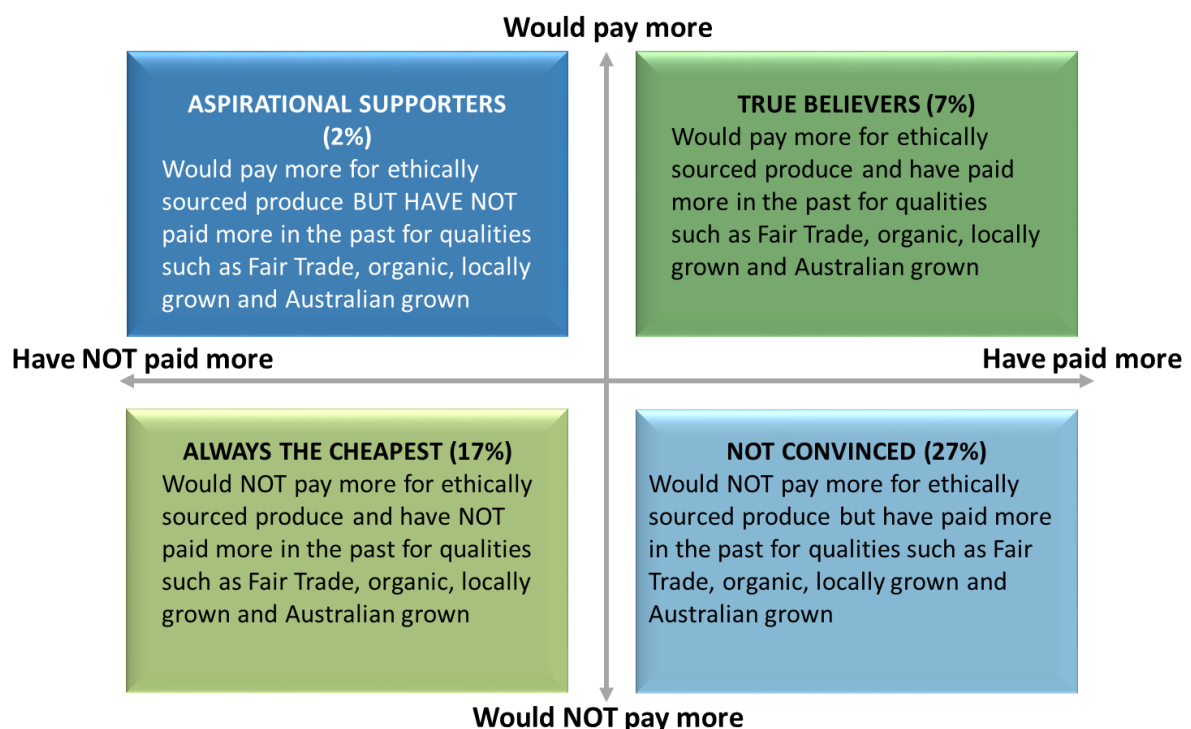 Would pay more
ASPIRATIONAL SUPPORTERS
(2%)
Would pay more for ethically
sourced produce BUT HAVE NOT
paid more in the past for qualities
such as Fair Trade, organic, locally
grown and Australian grown
TRUE BELIEVERS (7%)
Would pay more for ethically
sourced produce and have paid
more in the past for qualities
such as Fair Trade, organic, locally
grown and Australian grown
Have NOT paid more
Have paid more
ALWAYS THE CHEAPEST (17%)
Would NOT pay more for ethically
sourced produce and have NOT
paid more in the past for qualities
such as Fair Trade, organic, locally
grown and Australian grown
NOT CONVINCED (27%)
Would NOT pay more for ethically
sourced produce but have paid more
in the past for qualities such as Fair
Trade, organic, locally grown and
Australian grown
Would NOT pay more